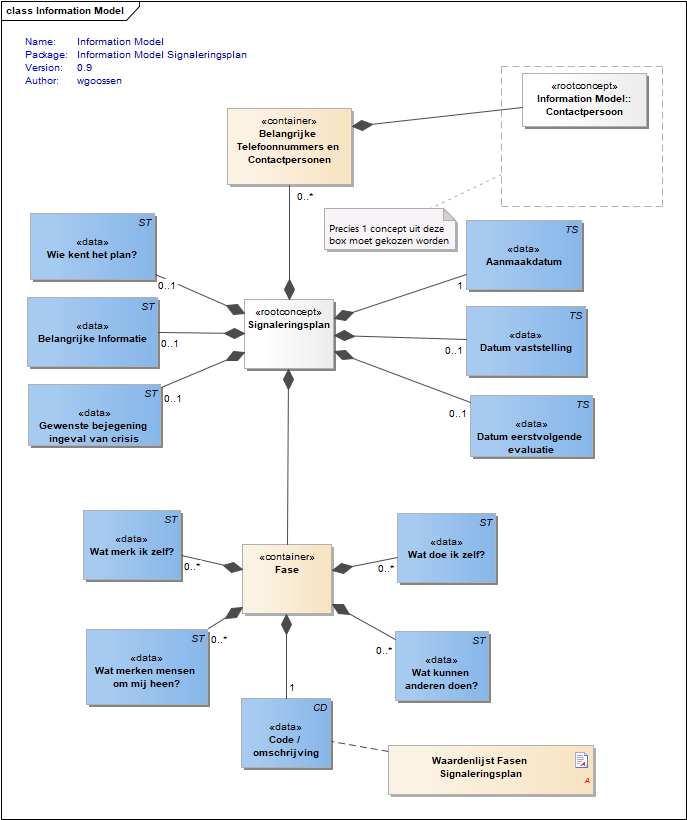 class Information Model
Name: Information Model
Package: Information Model Signaleringsplan
Version: 0.9
Author: wgoossen
«rootconcept»
Information Model::
Contactpersoon
«container»
Belangrijke
Telefoonnummers en
Contactpersonen
0..*
Precies 1 concept uit deze
box moet gekozen worden
ST
«data»
Wie kent het plan?
0..1
TS
«data»
Aanmaakdatum
1
«rootconcept»
Signaleringsplan
ST
«data»
Belangrijke Informatie
0..1
TS
«data»
Datum vaststelling
0..1
ST
«data»
Gewenste bejegening
ingeval van crisis
0..1
TS
«data»
Datum eerstvolgende
evaluatie
0..1
ST
«data»
Wat merk ik zelf?
0..*
ST
«data»
Wat doe ik zelf?
0..*
«container»
Fase
ST
«data»
Wat merken mensen
om mij heen?
0..*
ST
«data»
Wat kunnen
anderen doen?
0..*
1
CD
«data»
Code /
omschrijving
Waardenlijst Fasen
Signaleringsplan
A